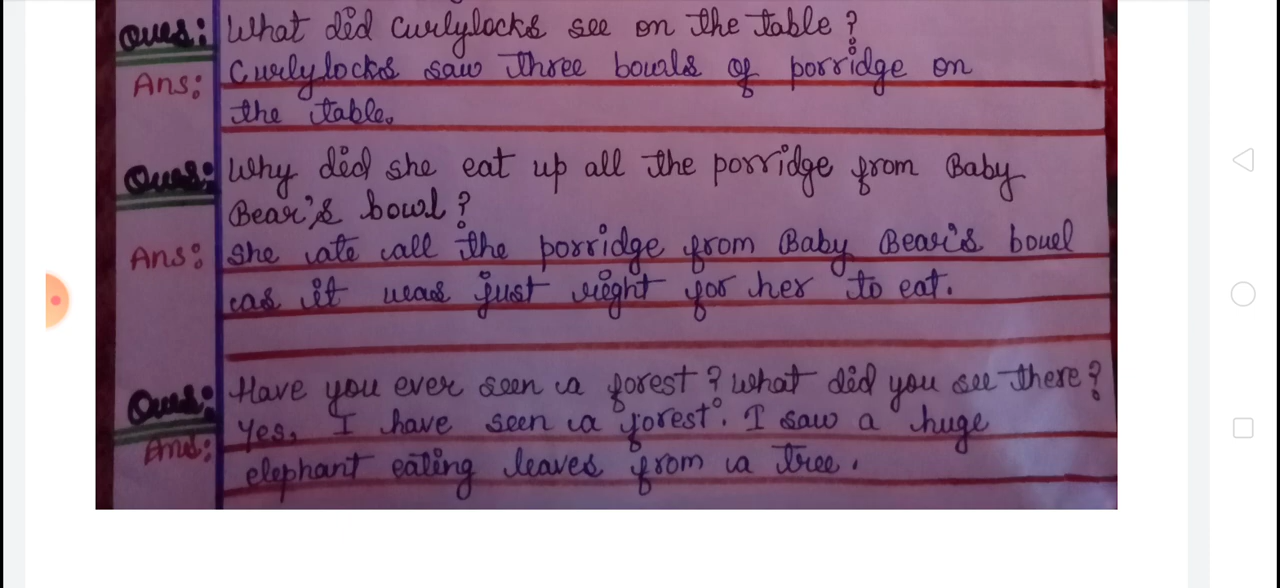 Ques: What did Curlylocks see on the table?
Ans: Curlylocks saw three bowls of porridge on
the table.
Ques: Why did she eat up all the porridge from Baby
Bear's bowl?
Ans: She ate all the porridge from Baby Bear's bowl
as it was just right for her to eat.
Ques: Have you ever seen a forest? What did you see there?
Ans: Yes, I have seen a forest. I saw a huge
elephant eating leaves from a tree.